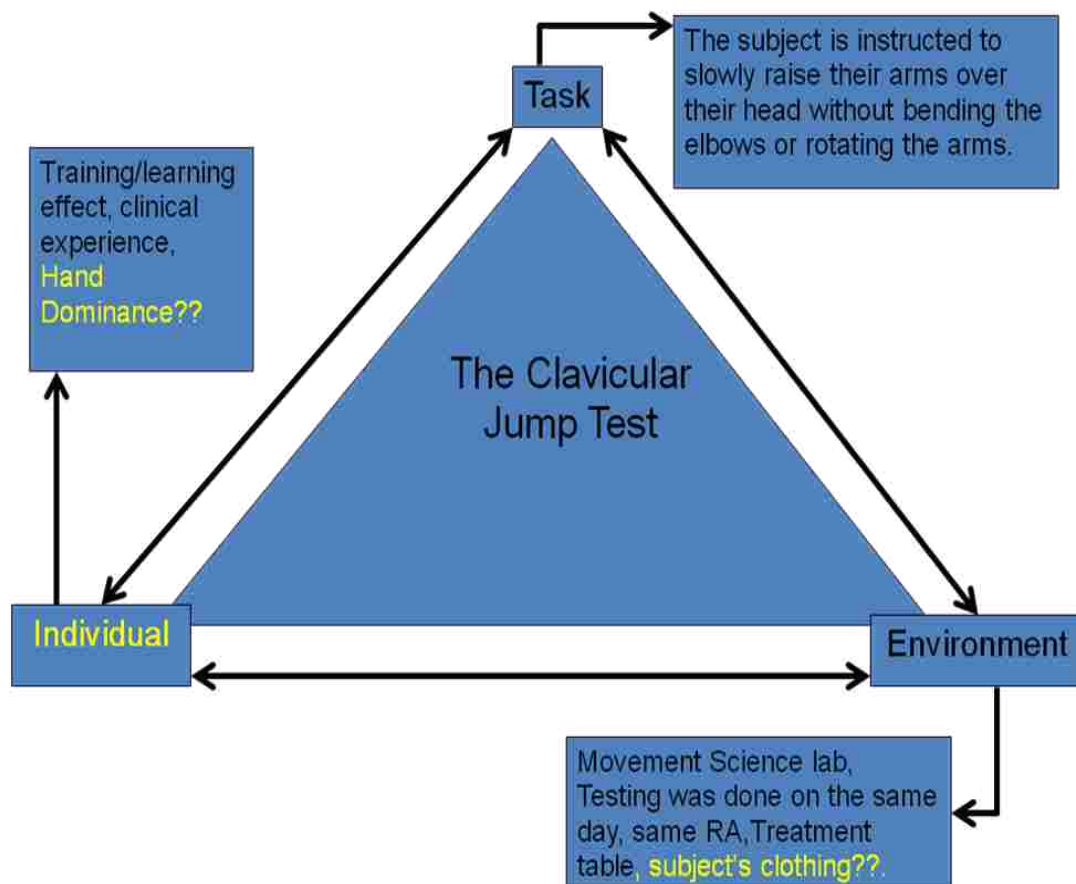 Task
The subject is instructed to
slowly raise their arms over
their head without bending the
elbows or rotating the arms.
Training/learning
effect, clinical
experience,
Hand
Dominance??
The Clavicular
Jump Test
Individual
Environment
Movement Science lab,
Testing was done on the same
day, same RA,Treatment
table, subject's clothing??.